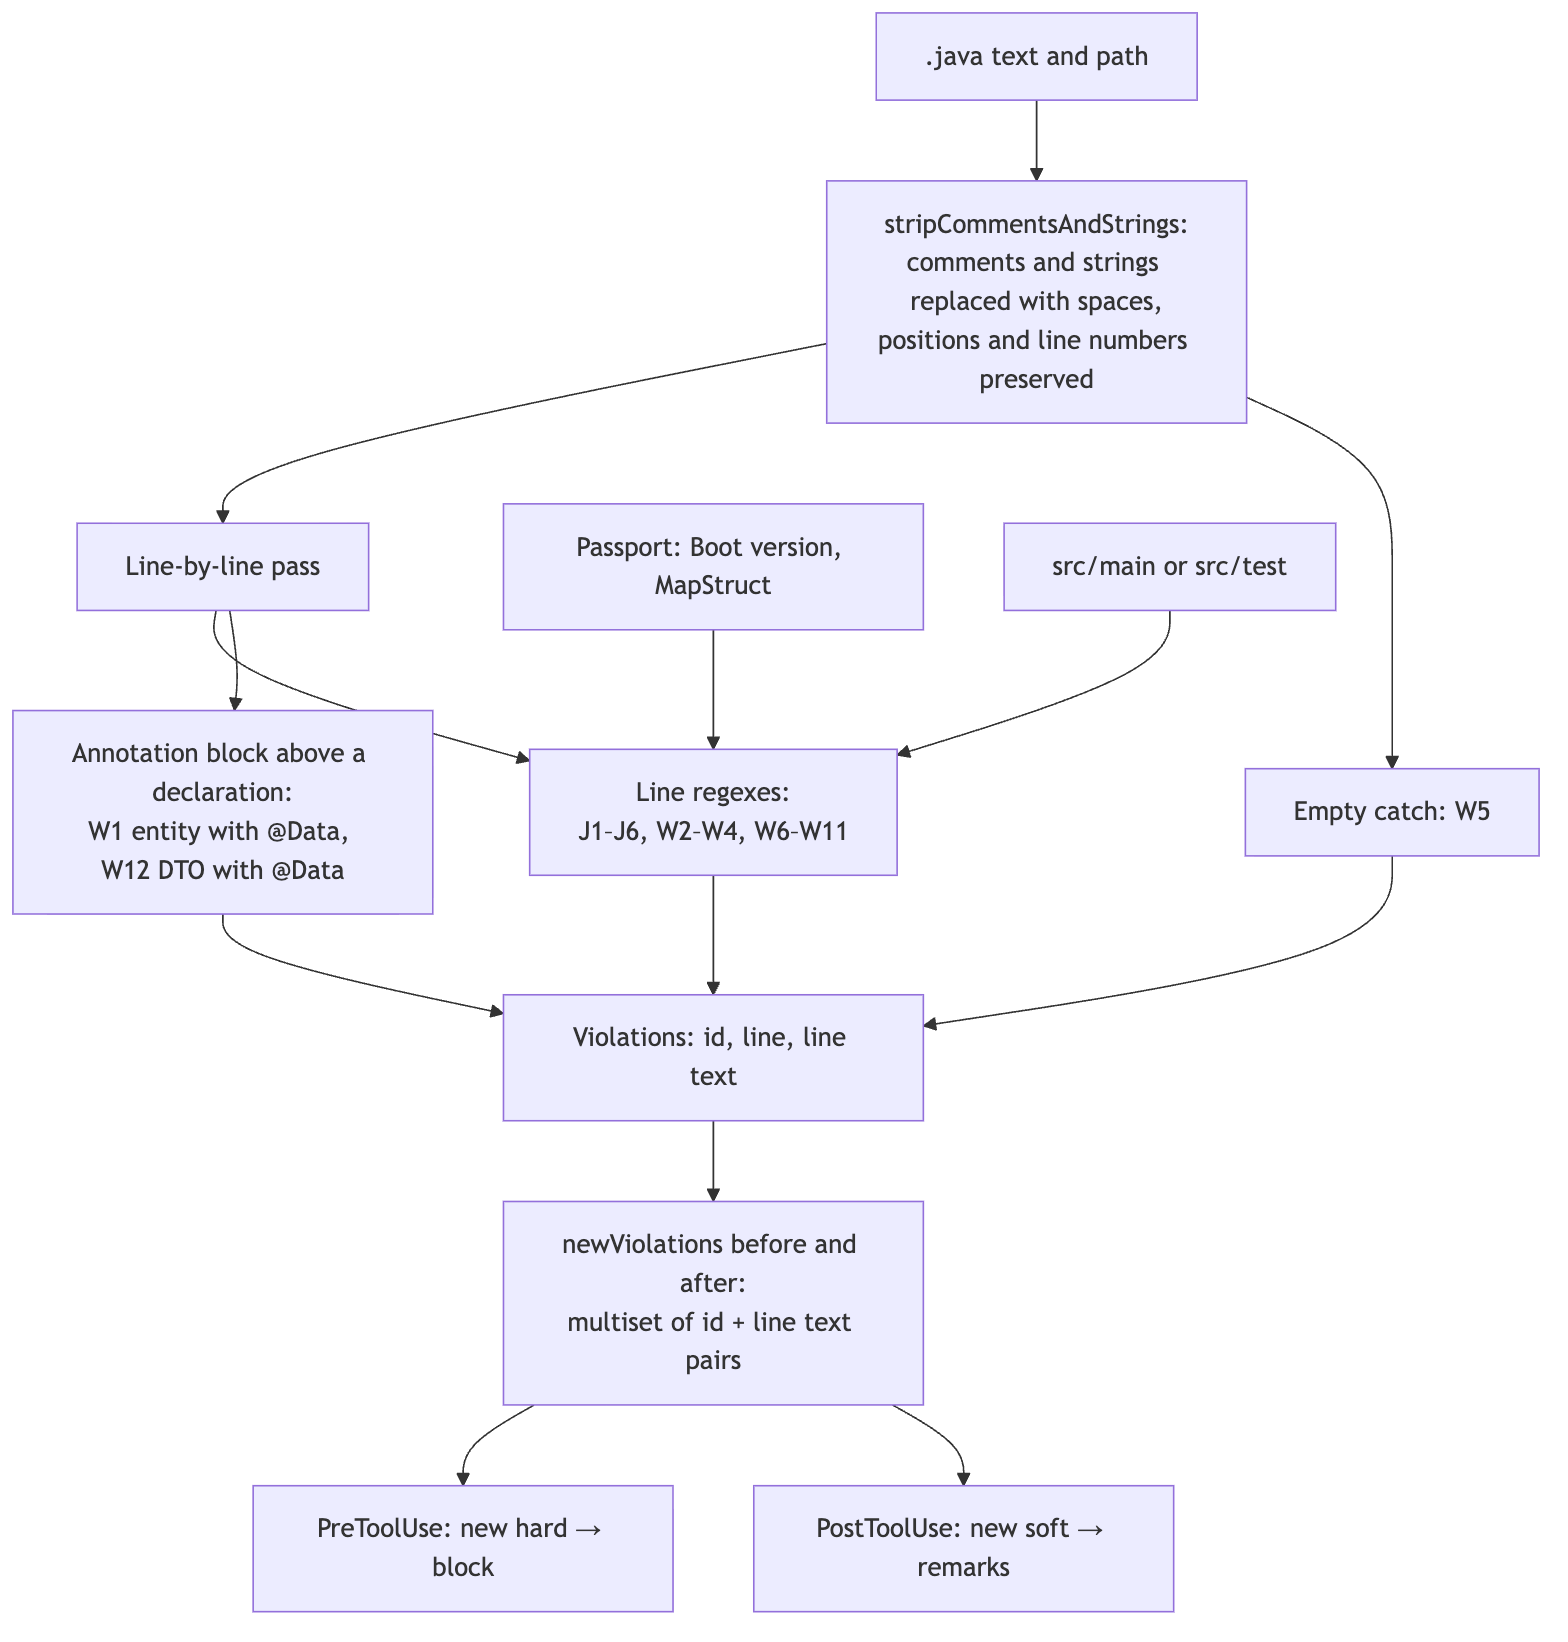 .java text and path
stripCommentsAndStrings:
comments and strings
replaced with spaces,
positions and line numbers
preserved
Line-by-line pass
Passport: Boot version,
MapStruct
src/main or src/test
Annotation block above a
declaration:
W1 entity with @Data,
W12 DTO with @Data
Line regexes:
J1–J6, W2–W4, W6–W11
Empty catch: W5
Violations: id, line, line
text
newViolations before and
after:
multiset of id + line text
pairs
PreToolUse: new hard →
block
PostToolUse: new soft →
remarks